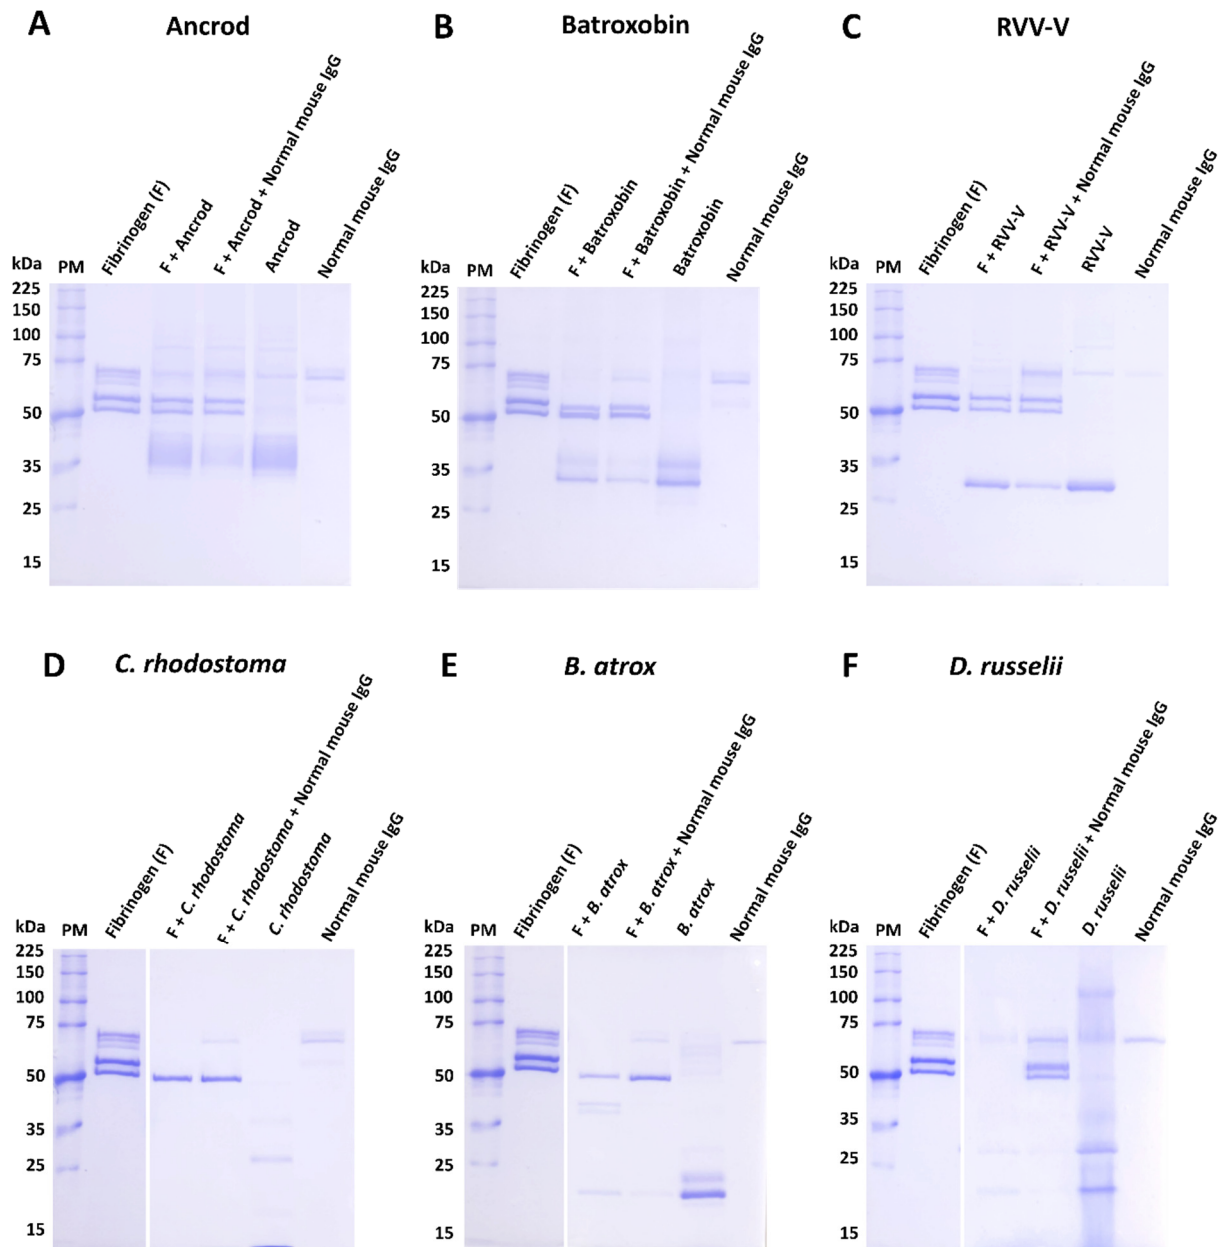 A
Ancrod
kDa
PM
Fibrinogen (F)
F + Ancrod
F + Ancrod + Normal mouse IgG
Ancrod
Normal mouse IgG
225
150
100
75
50
35
25
15
B
Batroxobin
kDa
PM
Fibrinogen (F)
F + Batroxobin
F + Batroxobin + Normal mouse IgG
Batroxobin
Normal mouse IgG
225
150
100
75
50
35
25
15
C
RVV-V
kDa
PM
Fibrinogen (F)
F + RVV-V
F + RVV-V + Normal mouse IgG
RVV-V
Normal mouse IgG
225
150
100
75
50
35
25
15
D
C. rhodostoma
kDa
PM
Fibrinogen (F)
F + C. rhodostoma
F + C. rhodostoma + Normal mouse IgG
C. rhodostoma
Normal mouse IgG
225
150
100
75
50
35
25
15
E
B. atrox
kDa
PM
Fibrinogen (F)
F + B. atrox
F + B. atrox + Normal mouse IgG
B. atrox
Normal mouse IgG
225
150
100
75
50
35
25
15
F
D. russelii
kDa
PM
Fibrinogen (F)
F + D. russelii
F + D. russelii + Normal mouse IgG
D. russelii
Normal mouse IgG
225
150
100
75
50
35
25
15